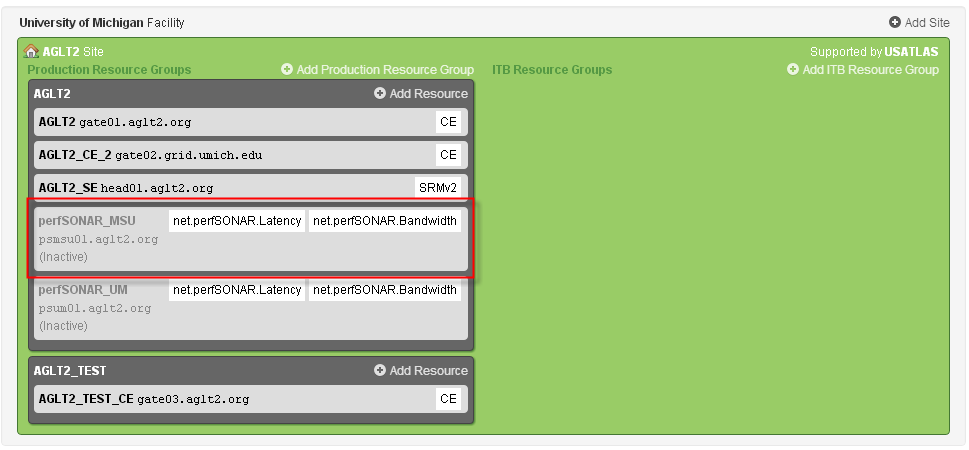 University of Michigan Facility Add Site
AGLT2 Site Supported by USATLAS
Production Resource Groups Add Production Resource Group ITB Resource Groups Add ITB Resource Group
AGLT2 Add Resource
AGLT2 gate01.aglt2.org CE
AGLT2_CE_2 gate02.grid.umich.edu CE
AGLT2_SE head01.aglt2.org SRMv2
perfSONAR_MSU net.perfSONAR.Latency net.perfSONAR.Bandwidth
psmsu01.aglt2.org
(Inactive)
perfSONAR_UM net.perfSONAR.Latency net.perfSONAR.Bandwidth
psum01.aglt2.org
(Inactive)
AGLT2_TEST Add Resource
AGLT2_TEST_CE gate03.aglt2.org CE